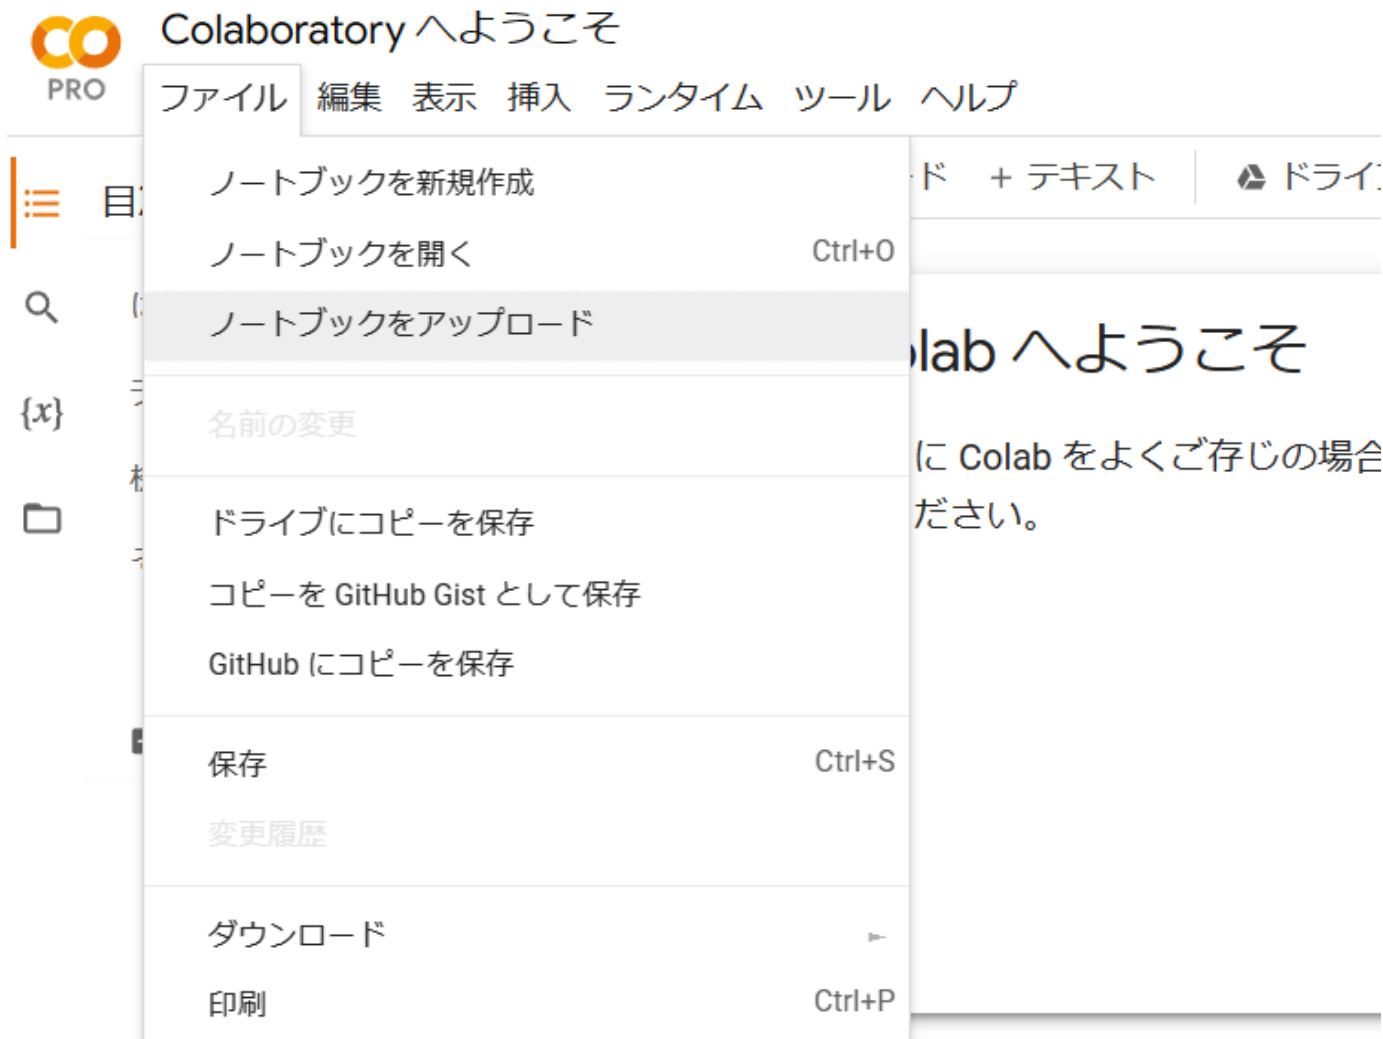 Colaboratory へようこそ
PRO
ファイル 編集 表示 挿入 ランタイム ツール ヘルプ
ノートブックを新規作成
ード + テキスト ドライ
目
ノートブックを開く Ctrl+O
ノートブックをアップロード
olab へようこそ
{x}
名前の変更
に Colab をよくご存じの場合
ださい。
ドライブにコピーを保存
コピーを GitHub Gist として保存
GitHub にコピーを保存
保存 Ctrl+S
変更履歴
ダウンロード
印刷 Ctrl+P